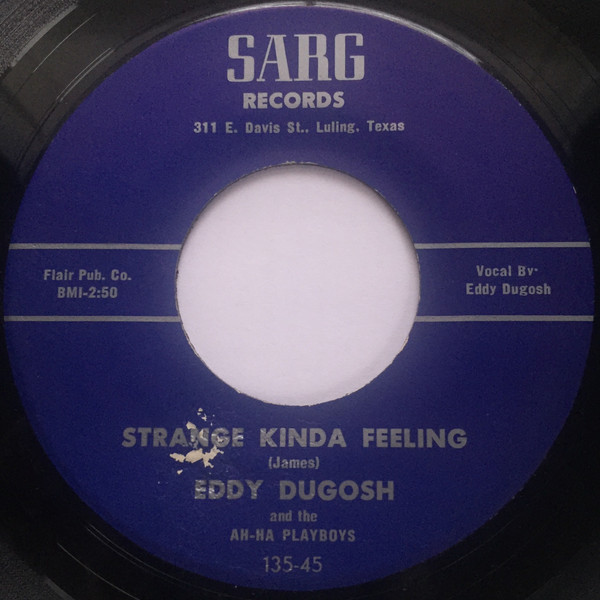 SARG
RECORDS
311 E. Davis St., Luling, Texas
Flair Pub. Co.
BMI-2:50
Vocal By·
Eddy Dugosh
STRANGE KINDA FEELING
(James)
EDDY DUGOSH
and the
AH-HA PLAYBOYS
135-45